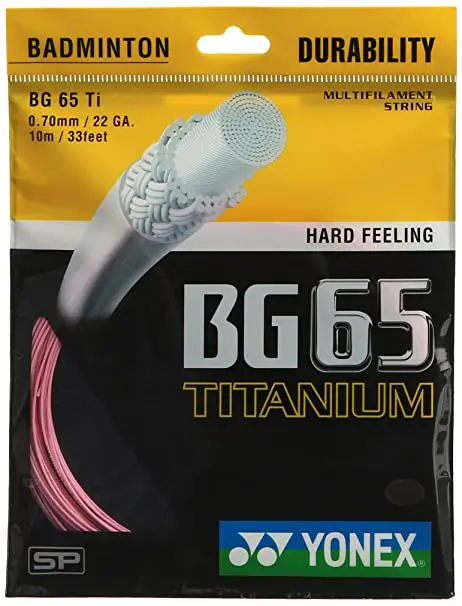 BADMINTON
DURABILITY
BG 65 Ti
0.70mm / 22 GA.
10m / 33feet
MULTIFILAMENT
STRING
HARD FEELING
BG65
TITANIUM
SP
YONEX®